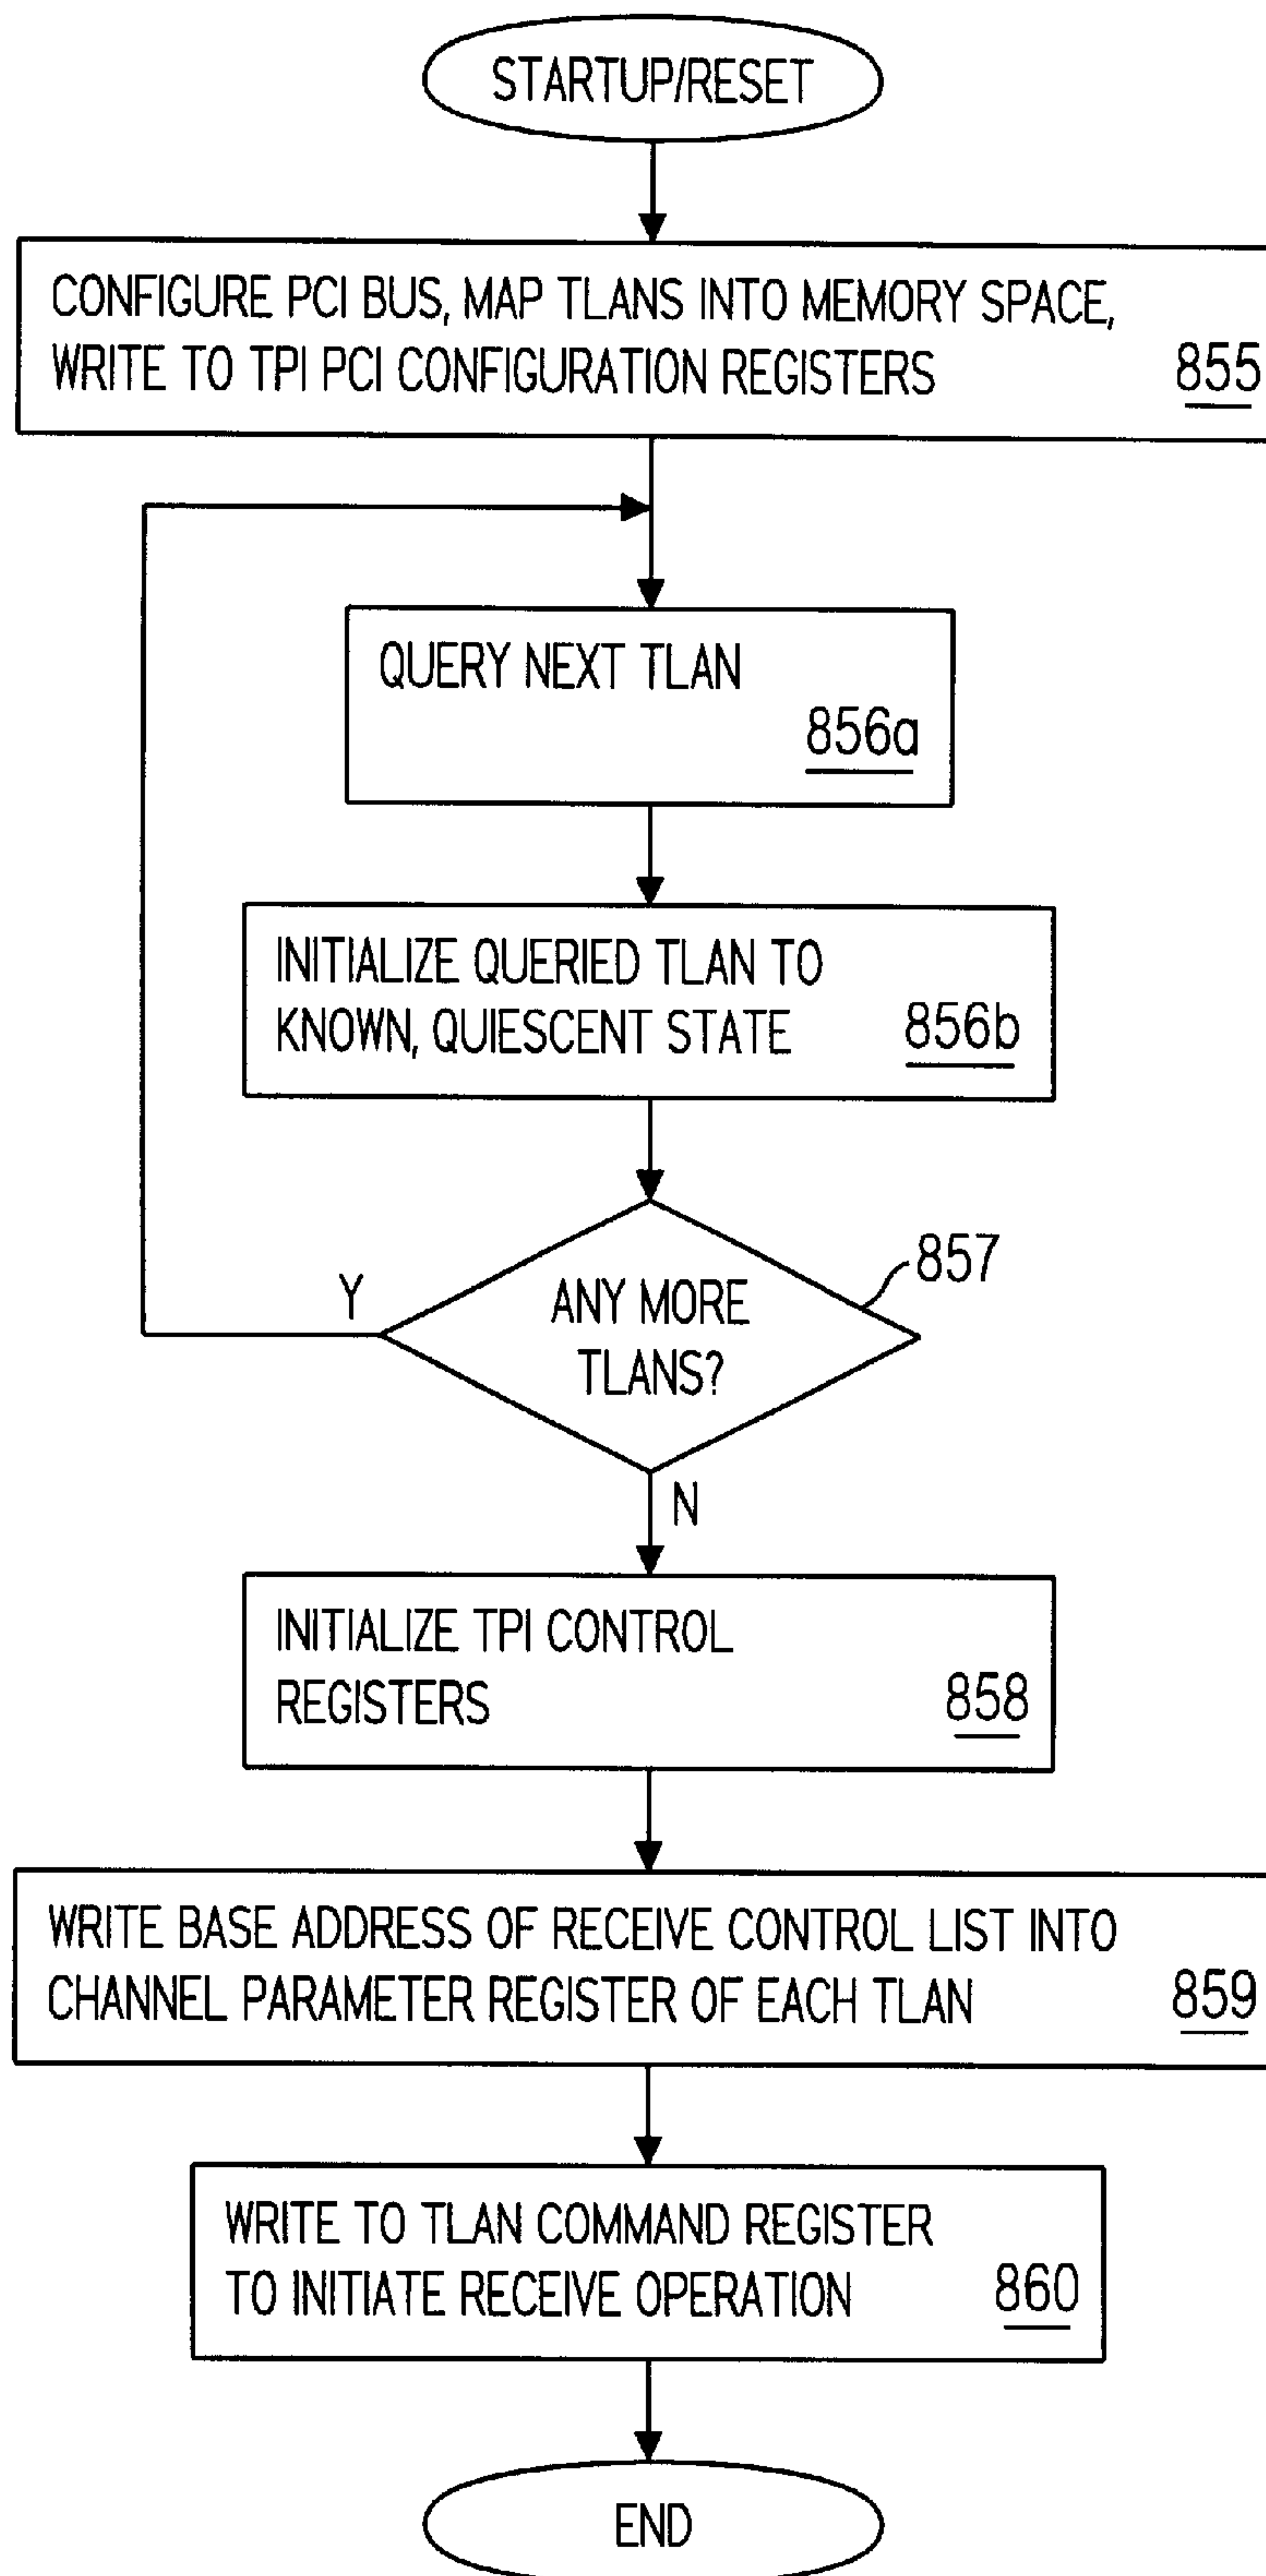 STARTUP/RESET
CONFIGURE PCI BUS, MAP TLANS INTO MEMORY SPACE,
WRITE TO TPI PCI CONFIGURATION REGISTERS
855
QUERY NEXT TLAN
856a
INITIALIZE QUERIED TLAN TO
KNOWN, QUIESCENT STATE
856b
857
Y
ANY MORE
TLANS?
N
INITIALIZE TPI CONTROL
REGISTERS
858
WRITE BASE ADDRESS OF RECEIVE CONTROL LIST INTO
CHANNEL PARAMETER REGISTER OF EACH TLAN
859
WRITE TO TLAN COMMAND REGISTER
TO INITIATE RECEIVE OPERATION
860
END